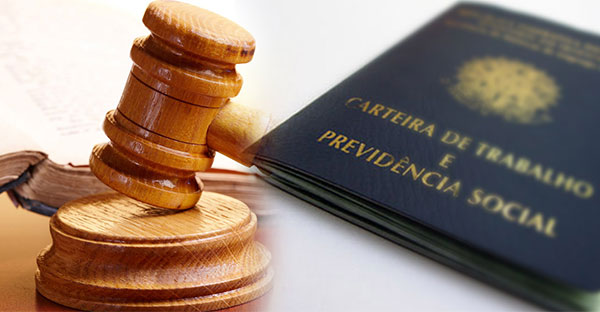 CARTEIRA DE TRABALHO
E
PREVIDÊNCIA SOCIAL